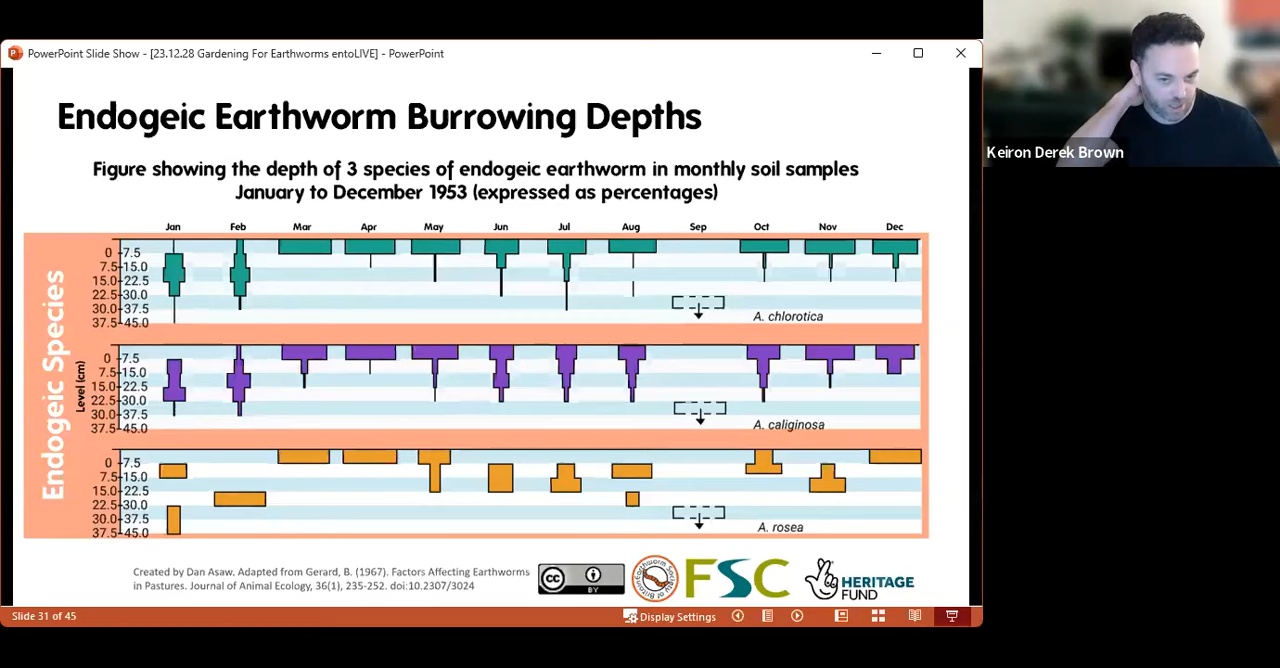 PowerPoint Slide Show - [23.12.28 Gardening For Earthworms entoLIVE] - PowerPoint
Keiron Derek Brown
Endogeic Earthworm Burrowing Depths
Figure showing the depth of 3 species of endogeic earthworm in monthly soil samples
January to December 1953 (expressed as percentages)
Jan Feb Mar Apr May Jun Jul Aug Sep Oct Nov Dec
Endogeic Species
Level (cm)
0 -7.5
7.5-15.0
15.0-22.5
22.5-30.0
30.0-37.5
37.5-45.0
A. chlorotica
0 -7.5
7.5-15.0
15.0-22.5
22.5-30.0
30.0-37.5
37.5-45.0
A. caliginosa
0 -7.5
7.5-15.0
15.0-22.5
22.5-30.0
30.0-37.5
37.5-45.0
A. rosea
Created by Dan Asaw. Adapted from Gerard, B. (1967). Factors Affecting Earthworms
in Pastures. Journal of Animal Ecology, 36(1), 235-252. doi:10.2307/3024
CC BY
Earthworm Society of Britain
FSC
HERITAGE
FUND
Slide 31 of 45
Display Settings